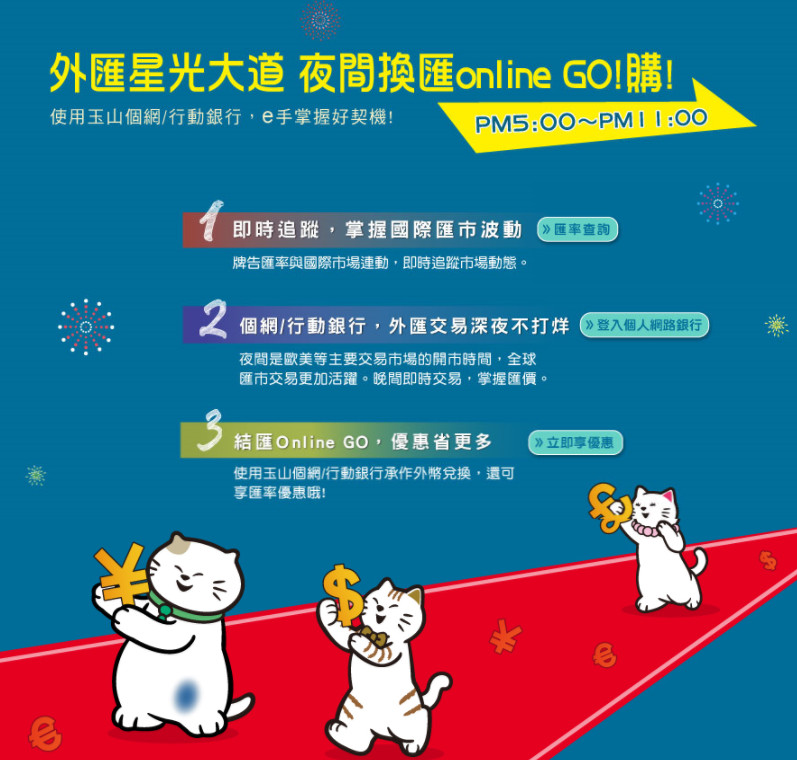 外匯星光大道 夜間換匯online GO!購!
使用玉山個網/行動銀行，e手掌握好契機!
PM5:00~PM11:00
1 即時追蹤，掌握國際匯市波動 》匯率查詢
牌告匯率與國際市場連動，即時追蹤市場動態。
2 個網/行動銀行，外匯交易深夜不打烊 》登入個人網路銀行
夜間是歐美等主要交易市場的開市時間，全球
匯市交易更加活躍。晚間即時交易，掌握匯價。
3 結匯Online GO，優惠省更多 》立即享優惠
使用玉山個網/行動銀行承作外幣兌換，還可
享匯率優惠哦!
¥
$
£
$
¥
€
€